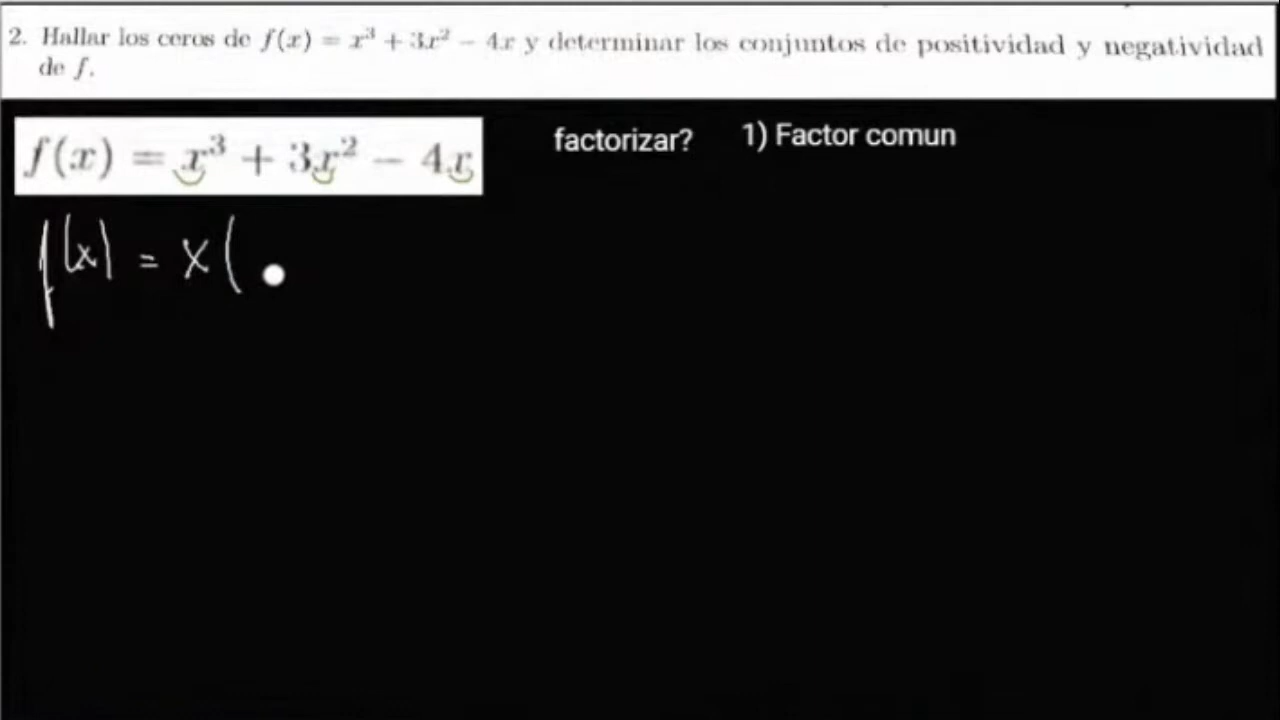 2. Hallar los ceros de f(x) = x³ + 3x² − 4x y determinar los conjuntos de positividad y negatividad
de f.
f(x) = x³ + 3x² − 4x
factorizar?
1) Factor comun
f(x) = x (